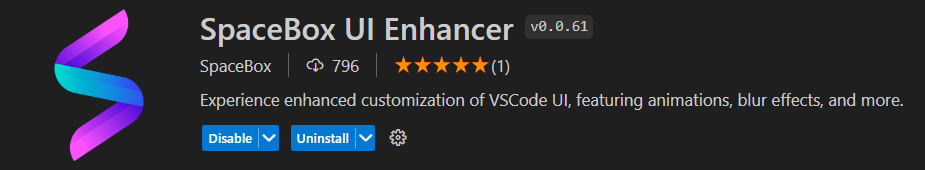 SpaceBox UI Enhancer v0.0.61
SpaceBox 796 (1)
Experience enhanced customization of VSCode UI, featuring animations, blur effects, and more.
Disable Uninstall